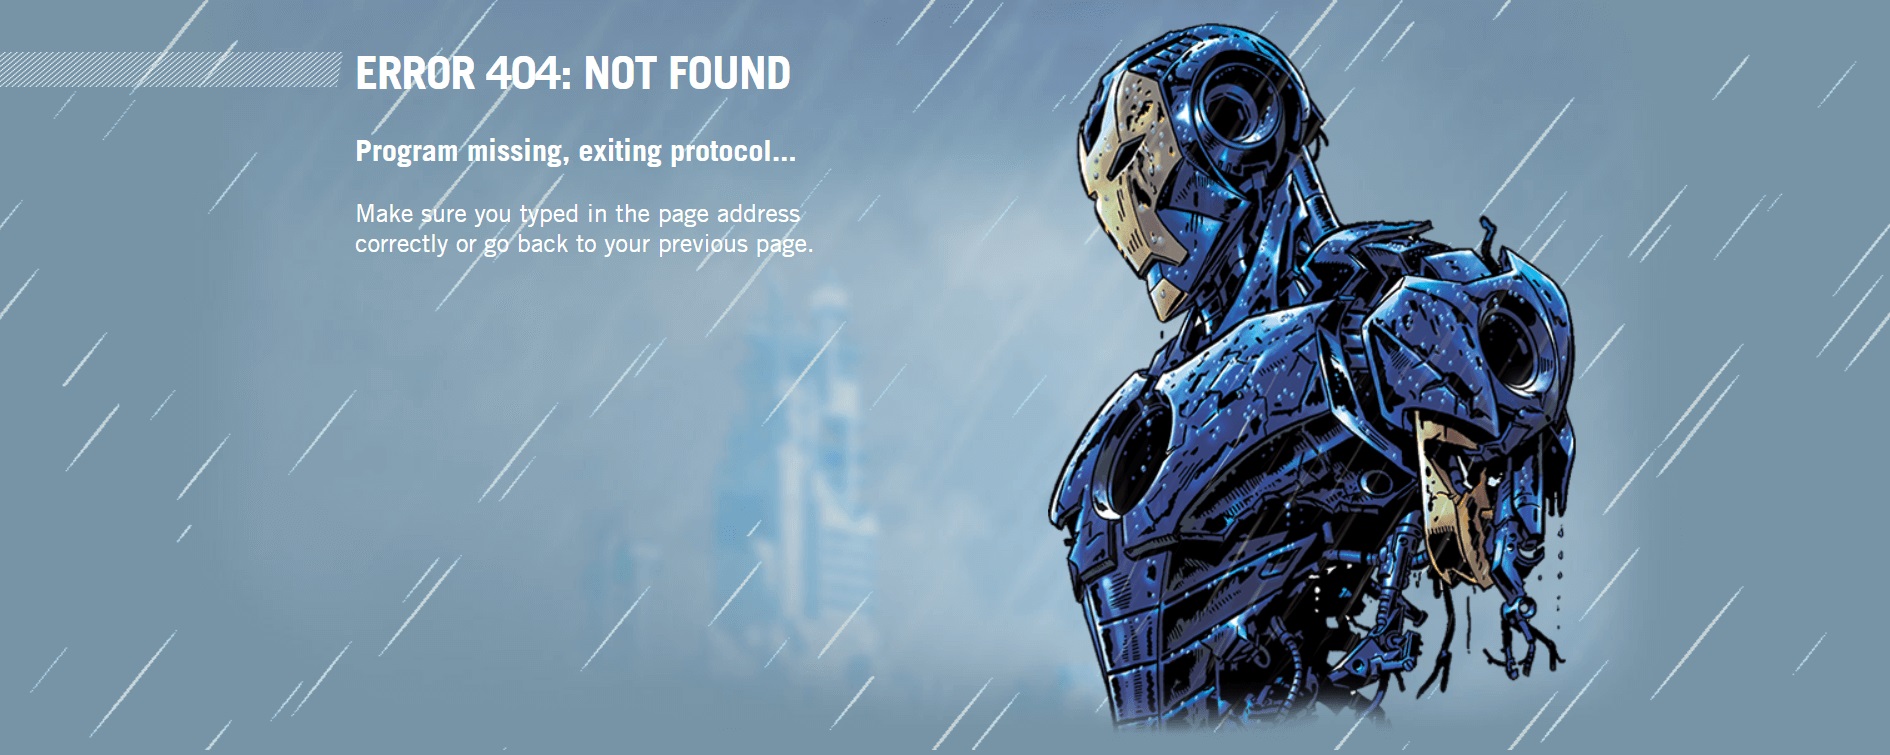 ERROR 404: NOT FOUND
Program missing, exiting protocol...
Make sure you typed in the page address
correctly or go back to your previous page.